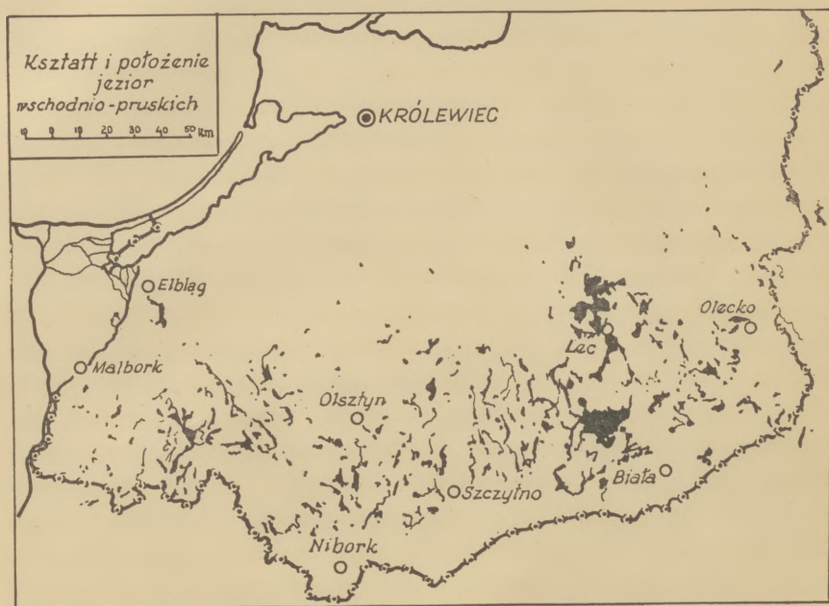 Kształt i położenie
jezior
wschodnio-pruskich
10 0 10 20 30 40 50 km
KRÓLEWIEC
Elbląg
Olecko
Lec
Malbork
Olsztyn
Biała
Szczytno
Nibork